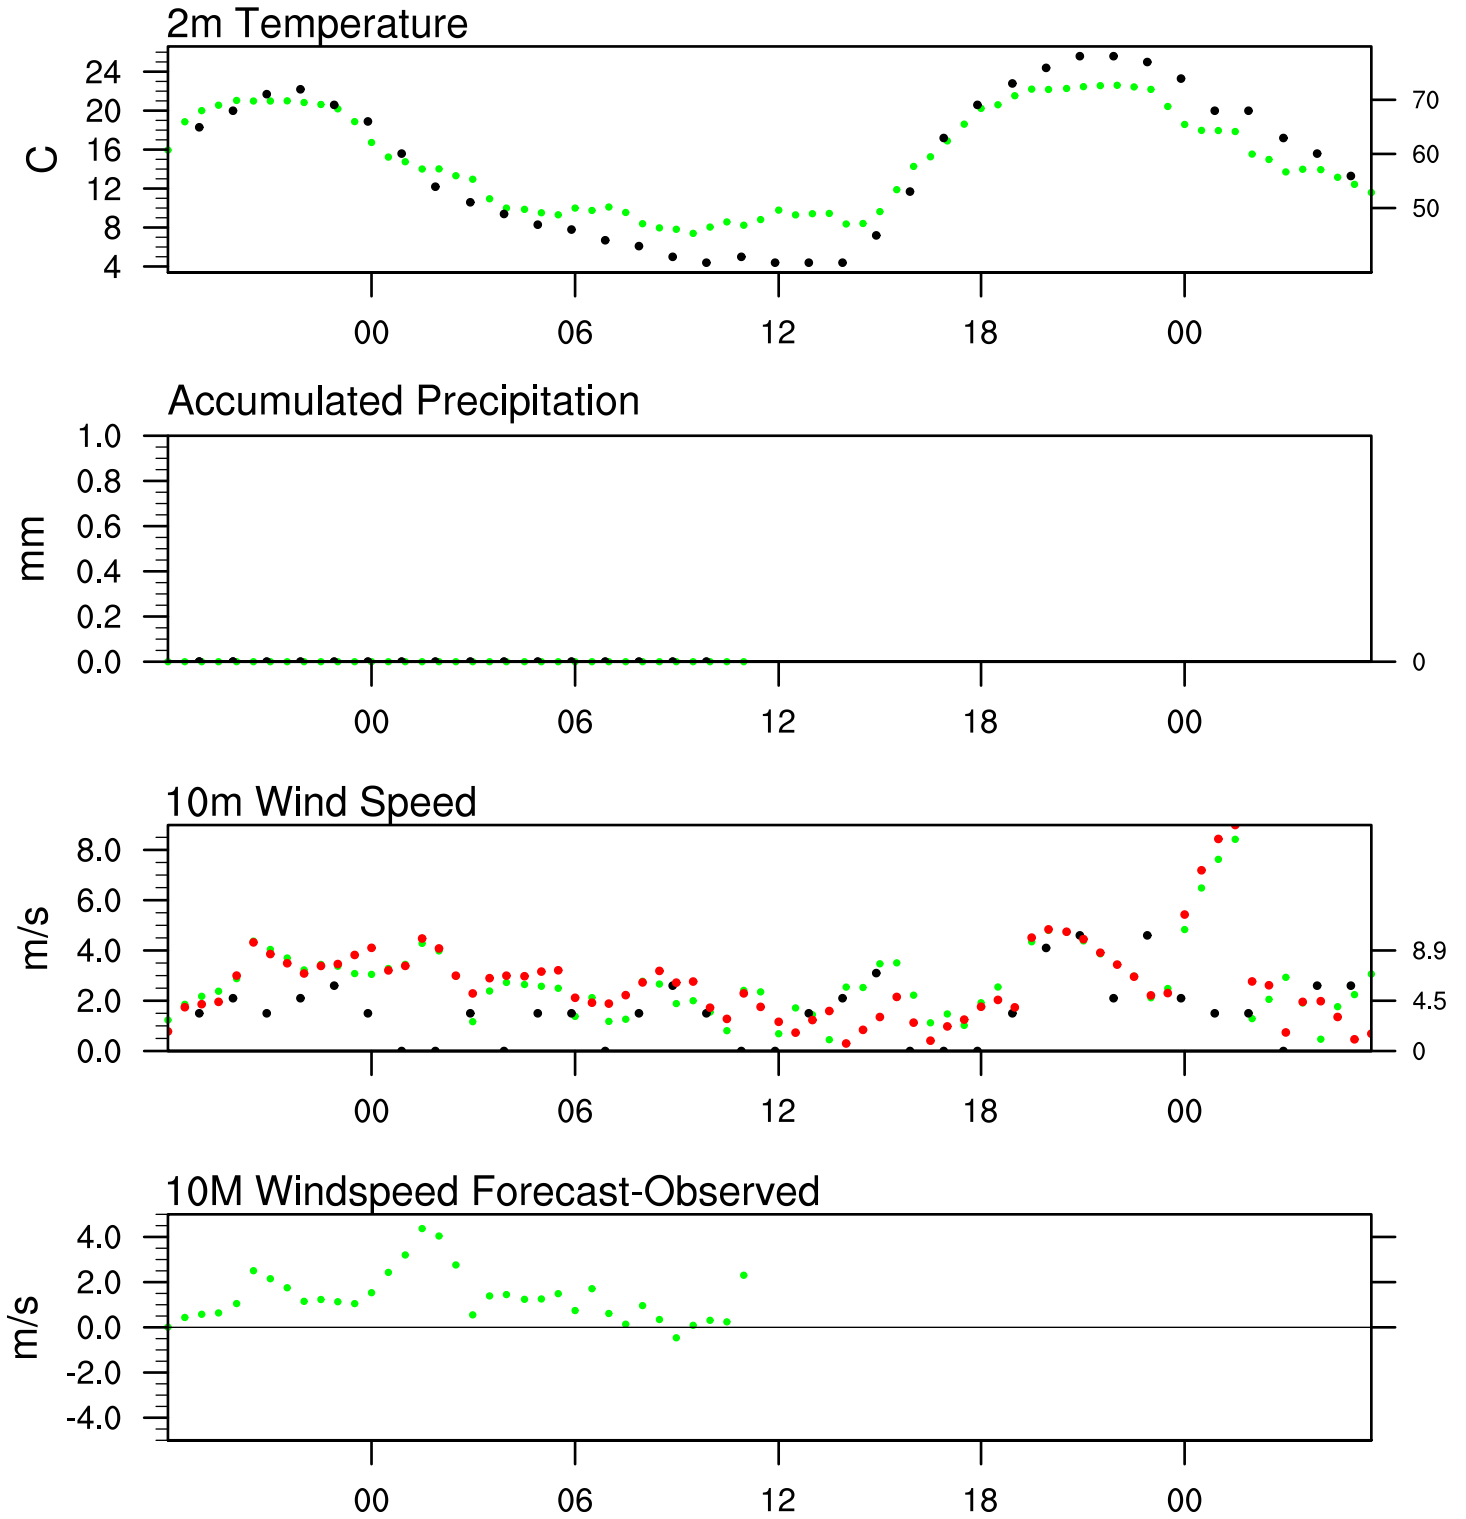 2m Temperature
24
20
16
12
8
4
C
70
60
50
00 06 12 18 00
Accumulated Precipitation
1.0
0.8
0.6
0.4
0.2
0.0
mm
0
00 06 12 18 00
10m Wind Speed
8.0
6.0
4.0
2.0
0.0
m/s
8.9
4.5
0
00 06 12 18 00
10M Windspeed Forecast-Observed
4.0
2.0
0.0
-2.0
-4.0
m/s
00 06 12 18 00